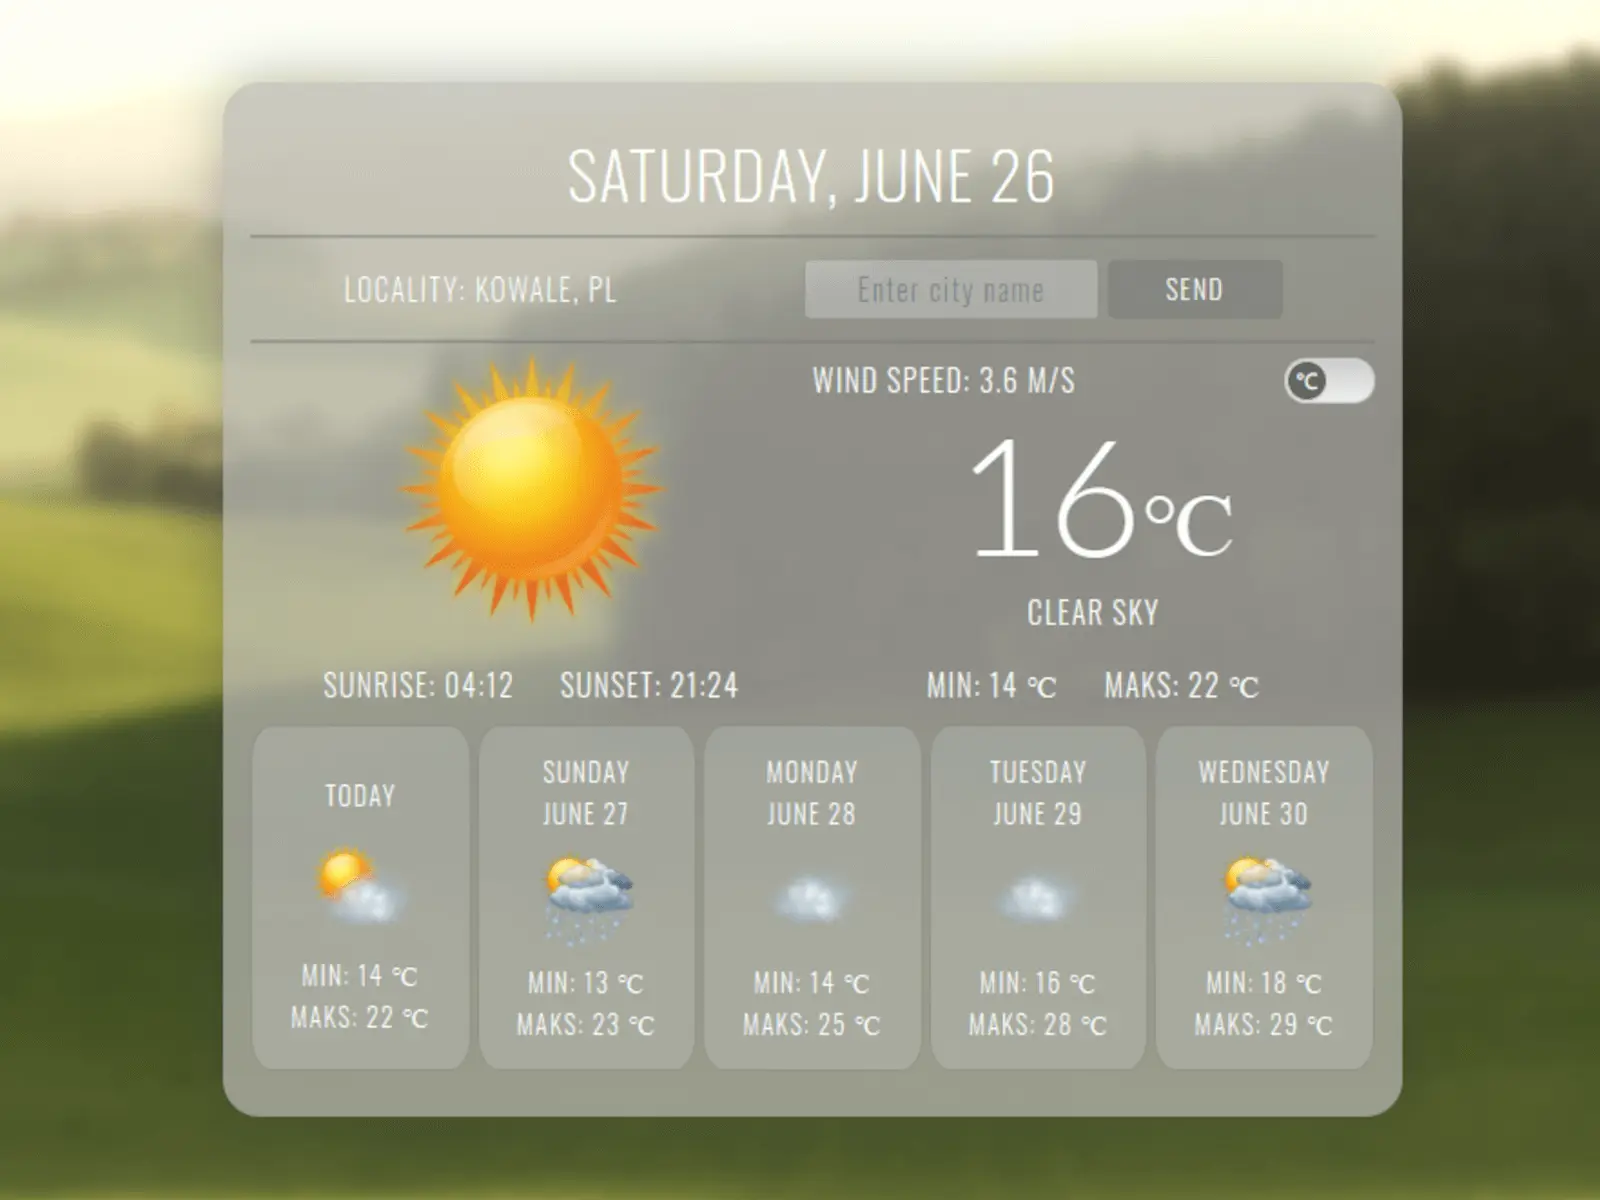 SATURDAY, JUNE 26
LOCALITY: KOWALE, PL
Enter city name
SEND
WIND SPEED: 3.6 M/S
℃
16℃
CLEAR SKY
SUNRISE: 04:12 SUNSET: 21:24
MIN: 14 ℃ MAKS: 22 ℃
TODAY
MIN: 14 ℃
MAKS: 22 ℃
SUNDAY
JUNE 27
MIN: 13 ℃
MAKS: 23 ℃
MONDAY
JUNE 28
MIN: 14 ℃
MAKS: 25 ℃
TUESDAY
JUNE 29
MIN: 16 ℃
MAKS: 28 ℃
WEDNESDAY
JUNE 30
MIN: 18 ℃
MAKS: 29 ℃